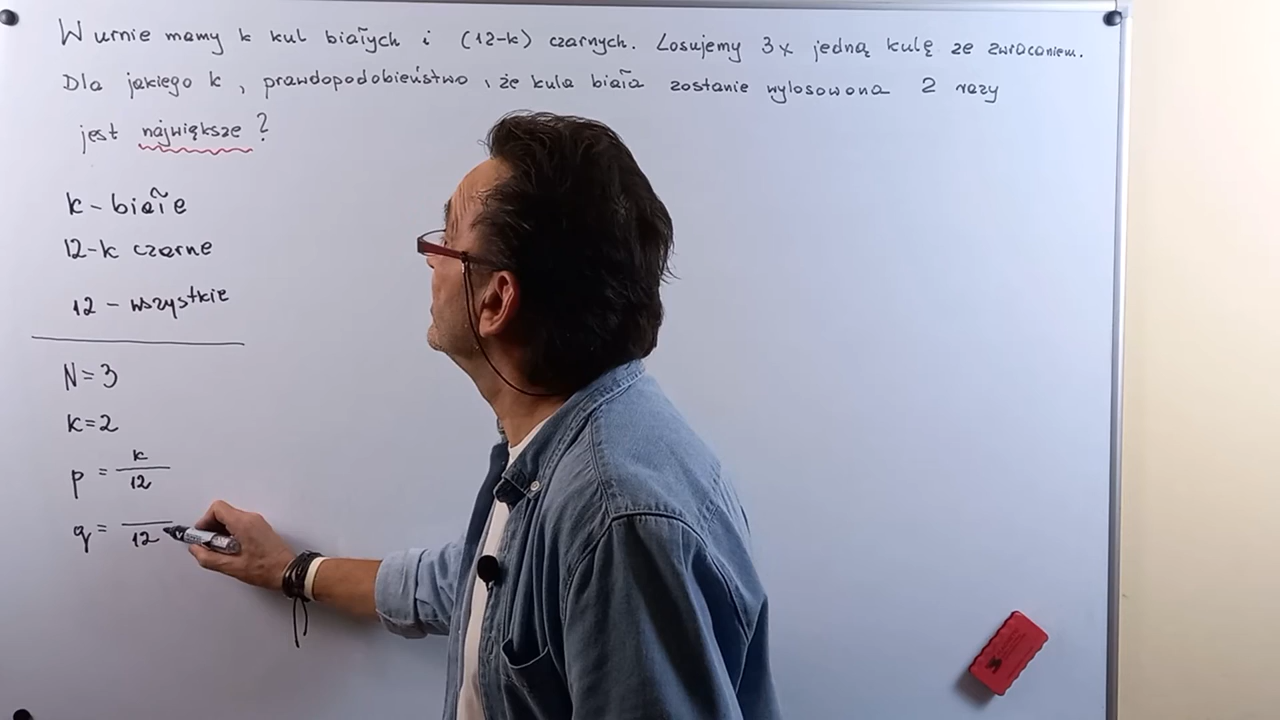 W urnie mamy k kul białych i (12-k) czarnych. Losujemy 3x jedną kulę ze zwracaniem.
Dla jakiego k, prawdopodobieństwo, że kula biała zostanie wylosowana 2 razy
jest największe?
k - białe
12-k czarne
12 - wszystkie
N = 3
k = 2
p = k/12
q = /12